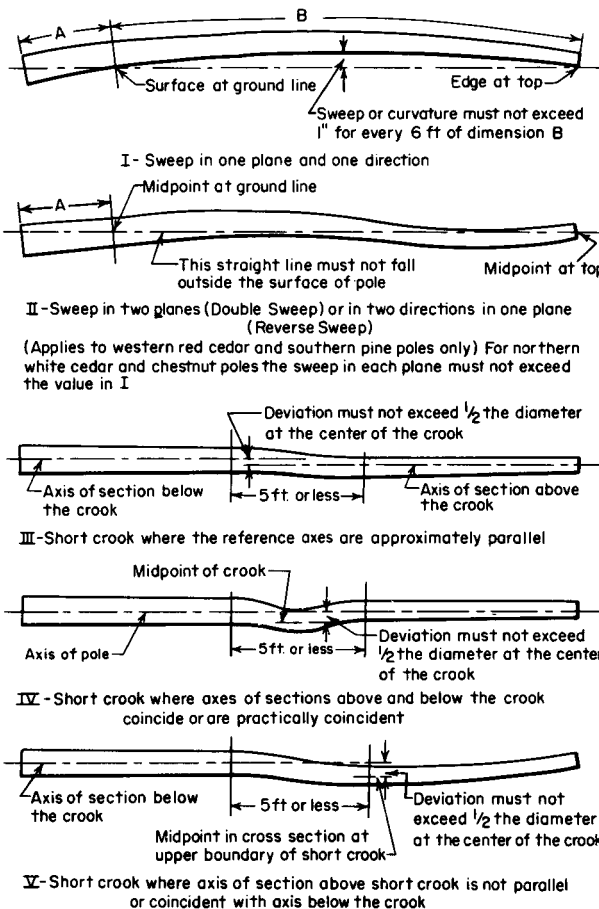 A
B
Surface at ground line
Edge at top
Sweep or curvature must not exceed
1" for every 6 ft of dimension B
I - Sweep in one plane and one direction
A
Midpoint at ground line
This straight line must not fall
outside the surface of pole
Midpoint at top
II - Sweep in two planes (Double Sweep) or in two directions in one plane
(Reverse Sweep)
(Applies to western red cedar and southern pine poles only) For northern
white cedar and chestnut poles the sweep in each plane must not exceed
the value in I
Deviation must not exceed 1/2 the diameter
at the center of the crook
Axis of section below
the crook
5 ft. or less
Axis of section above
the crook
III - Short crook where the reference axes are approximately parallel
Midpoint of crook
Axis of pole
5 ft. or less
Deviation must not exceed
1/2 the diameter at the center
of the crook
IV - Short crook where axes of sections above and below the crook
coincide or are practically coincident
Axis of section below
the crook
5 ft or less
Deviation must not
exceed 1/2 the diameter
at the center of the crook
Midpoint in cross section at
upper boundary of short crook
V - Short crook where axis of section above short crook is not parallel
or coincident with axis below the crook